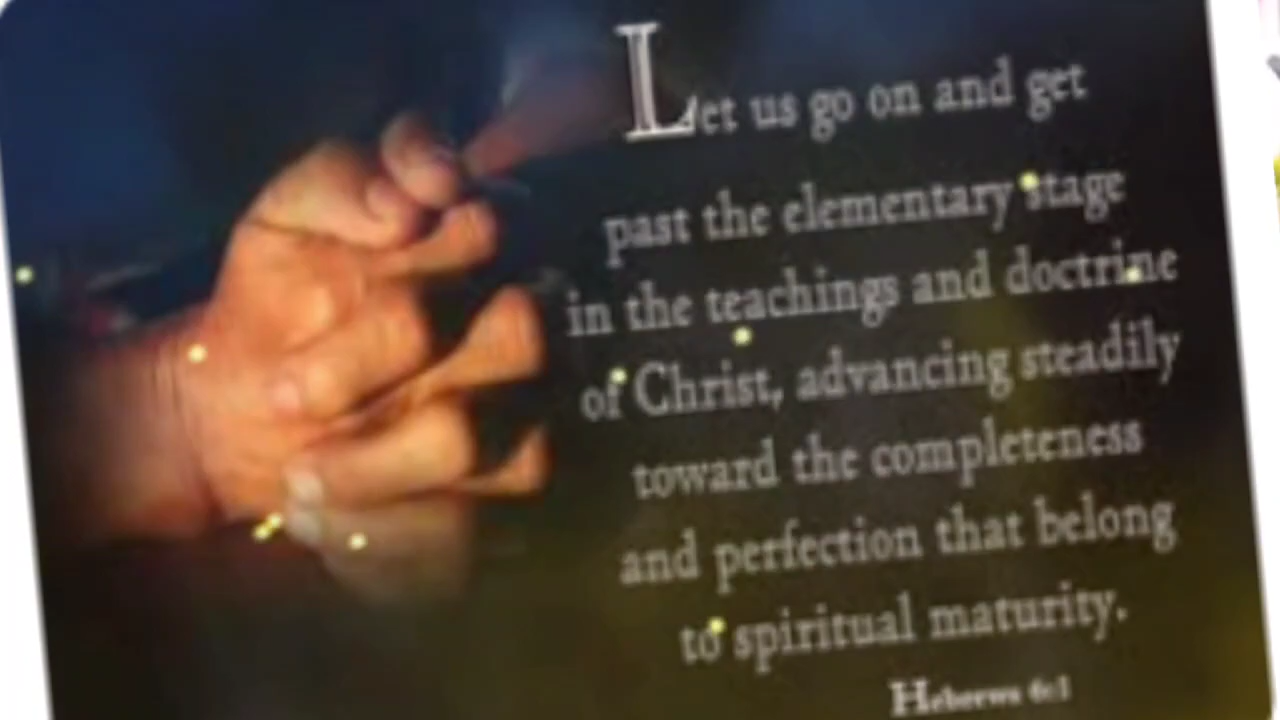 Let us go on and get
past the elementary stage
in the teachings and doctrine
of Christ, advancing steadily
toward the completeness
and perfection that belong
to spiritual maturity.
Hebrews 6:1